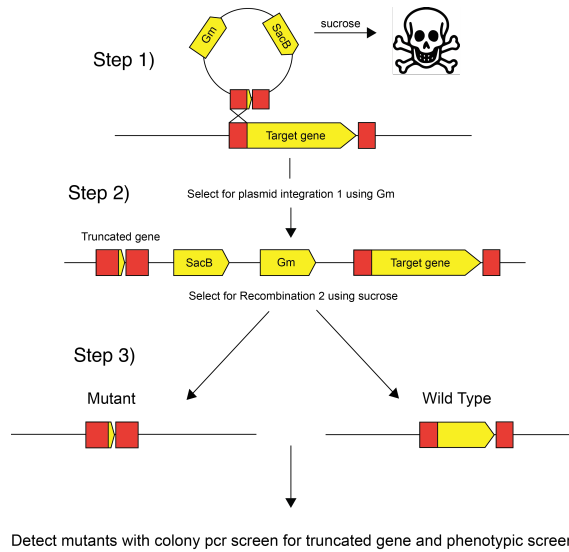 Gm
SacB
sucrose
Step 1)
Target gene
Select for plasmid integration 1 using Gm
Step 2)
Truncated gene
SacB
Gm
Target gene
Select for Recombination 2 using sucrose
Step 3)
Mutant
Wild Type
Detect mutants with colony pcr screen for truncated gene and phenotypic screen